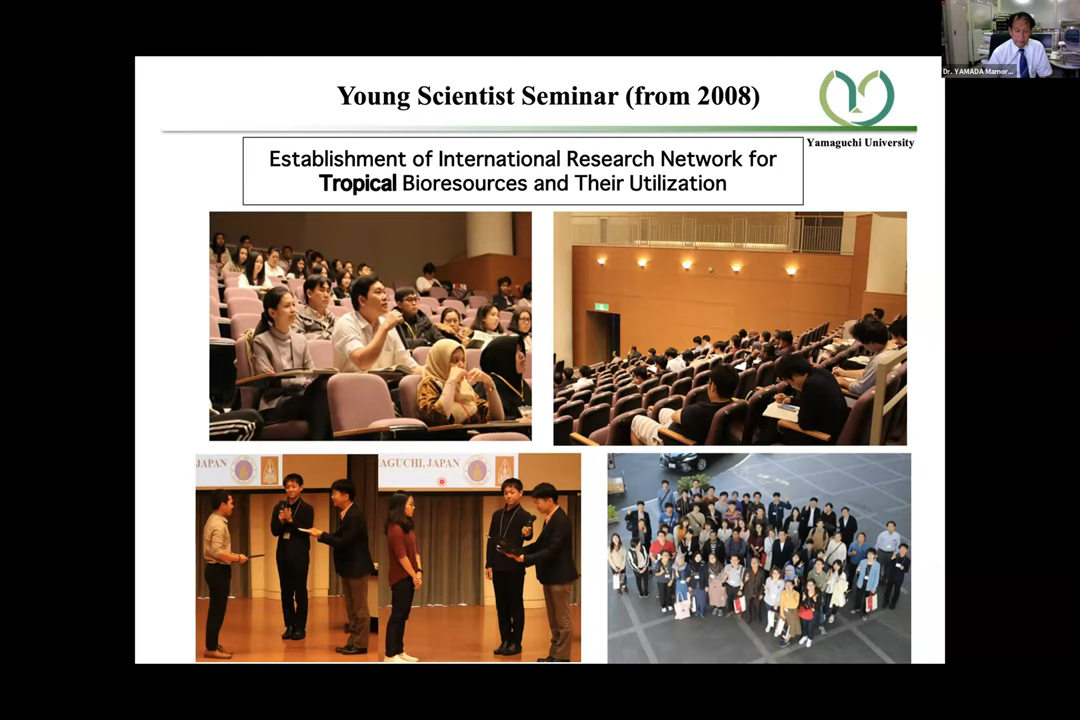 Young Scientist Seminar (from 2008)
Dr. YAMADA Mamor...
Yamaguchi University
Establishment of International Research Network for
Tropical Bioresources and Their Utilization
JAPAN
AGUCHI, JAPAN